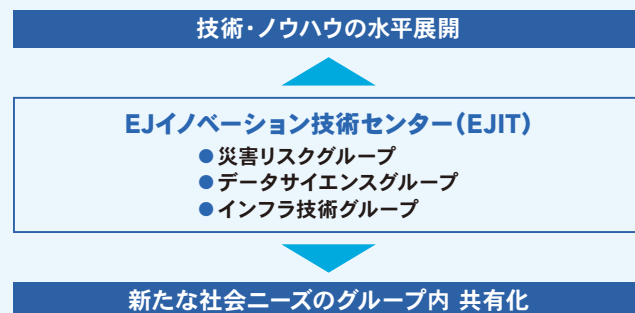 技術・ノウハウの水平展開
EJイノベーション技術センター（EJIT）
●災害リスクグループ
●データサイエンスグループ
●インフラ技術グループ
新たな社会ニーズのグループ内 共有化